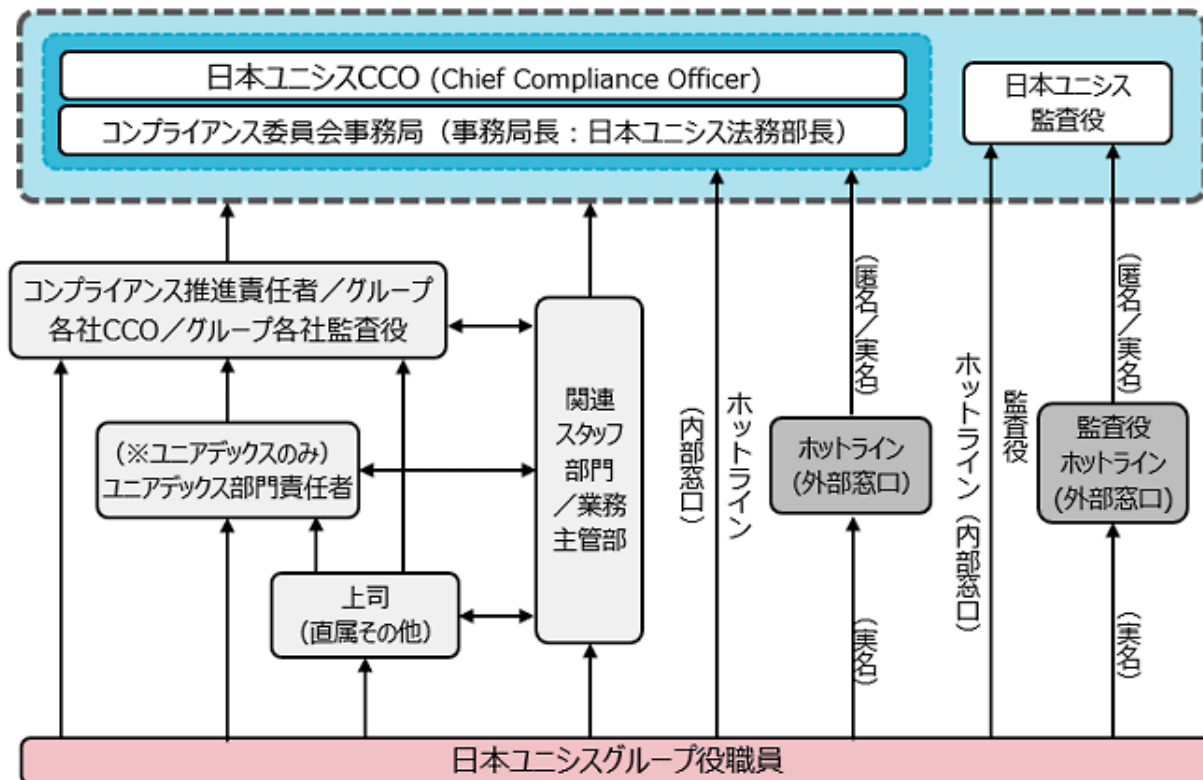 日本ユニシスCCO (Chief Compliance Officer)
コンプライアンス委員会事務局（事務局長：日本ユニシス法務部長）
日本ユニシス
監査役
コンプライアンス推進責任者／グループ
各社CCO／グループ各社監査役
（※ユニアデックスのみ）
ユニアデックス部門責任者
上司
（直属その他）
関連
スタッフ
部門
／業務
主管部
ホットライン
（内部窓口）
（匿名／実名）
ホットライン
(外部窓口)
（実名）
監査役
ホットライン（内部窓口）
（匿名／実名）
監査役
ホットライン
(外部窓口)
（実名）
日本ユニシスグループ役職員